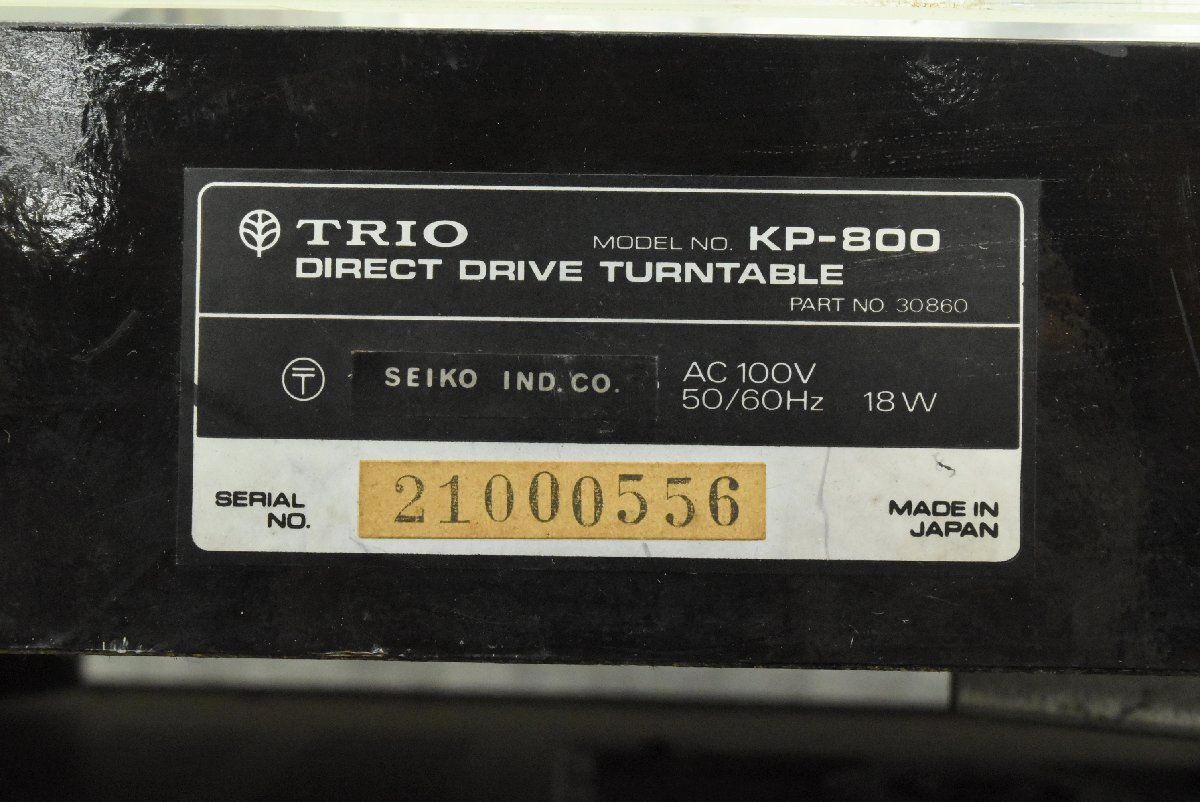 TRIO MODEL NO. KP-800
DIRECT DRIVE TURNTABLE
PART NO. 30860
〒 SEIKO IND. CO. AC 100V
50/60Hz 18W
SERIAL NO. 21000556
MADE IN
JAPAN